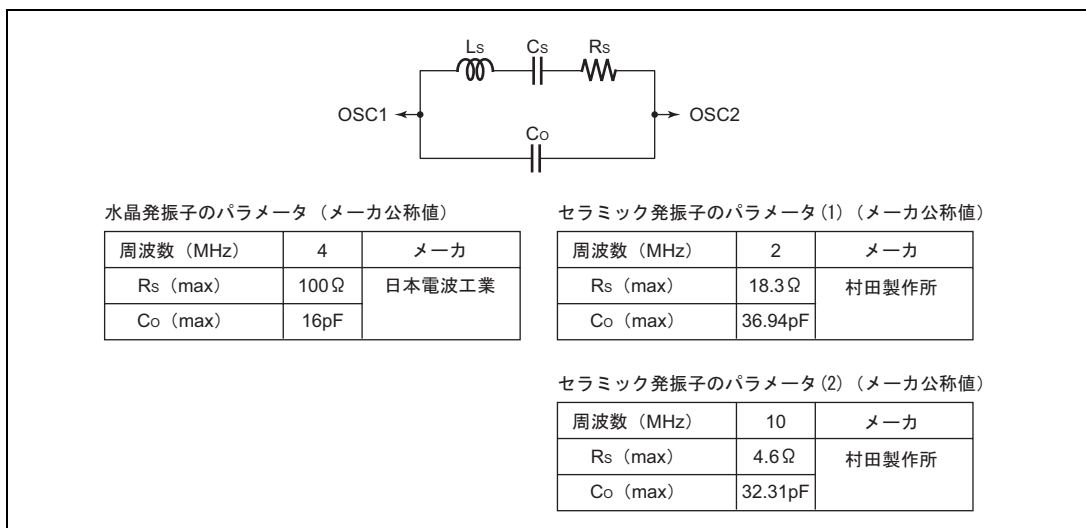 Ls Cs Rs
OSC1 OSC2
Co
水晶発振子のパラメータ（メーカ公称値）
周波数（MHz） 4 メーカ
Rs（max） 100Ω 日本電波工業
Co（max） 16pF
セラミック発振子のパラメータ(1)（メーカ公称値）
周波数（MHz） 2 メーカ
Rs（max） 18.3Ω 村田製作所
Co（max） 36.94pF
セラミック発振子のパラメータ(2)（メーカ公称値）
周波数（MHz） 10 メーカ
Rs（max） 4.6Ω 村田製作所
Co（max） 32.31pF